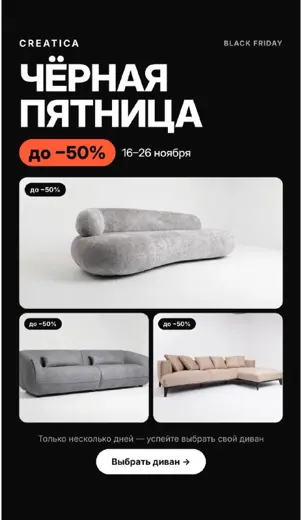 CREATICA
BLACK FRIDAY
ЧЁРНАЯ
ПЯТНИЦА
до −50%
16–26 ноября
до −50%
до −50%
до −50%
Только несколько дней — успейте выбрать свой диван
Выбрать диван →